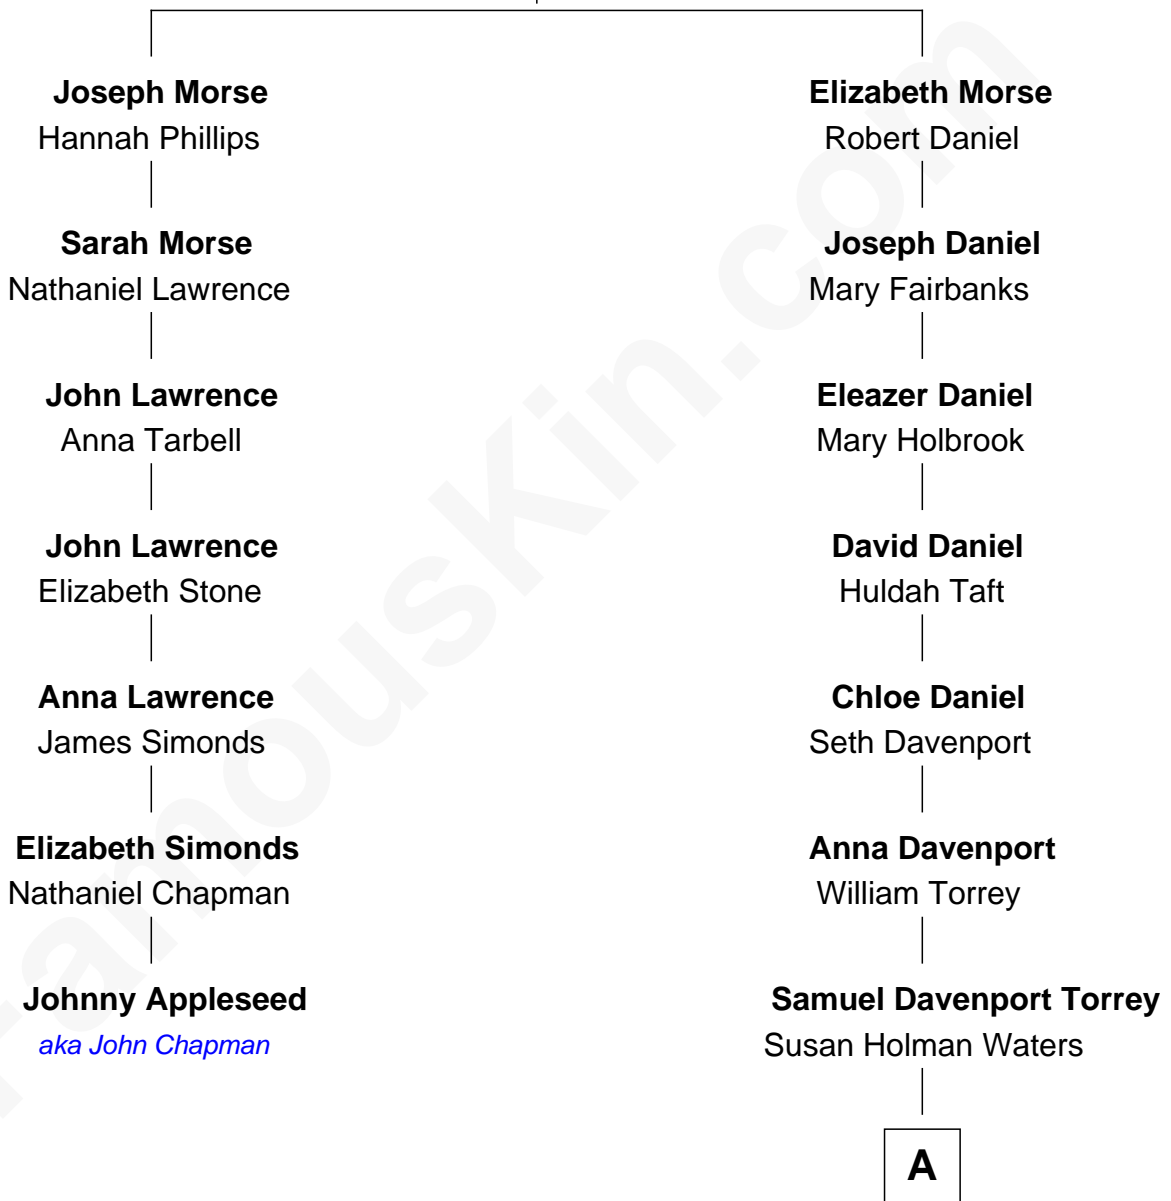 Joseph Morse
Hannah Phillips
Sarah Morse
Nathaniel Lawrence
John Lawrence
Anna Tarbell
John Lawrence
Elizabeth Stone
Anna Lawrence
James Simonds
Elizabeth Simonds
Nathaniel Chapman
Johnny Appleseed
aka John Chapman
Elizabeth Morse
Robert Daniel
Joseph Daniel
Mary Fairbanks
Eleazer Daniel
Mary Holbrook
David Daniel
Huldah Taft
Chloe Daniel
Seth Davenport
Anna Davenport
William Torrey
Samuel Davenport Torrey
Susan Holman Waters
A
FamousKin.com